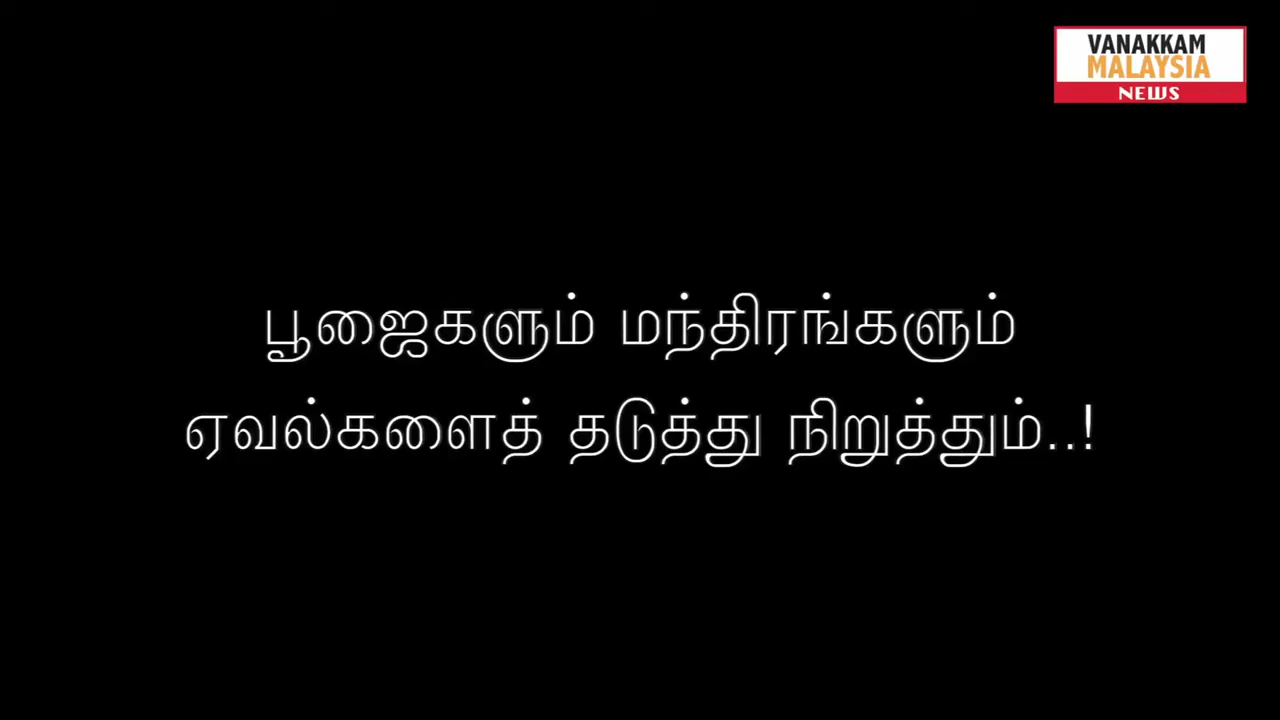 VANAKKAM
MALAYSIA
NEWS
பூஜைகளும் மந்திரங்களும்
ஏவல்களைத் தடுத்து நிறுத்தும்..!